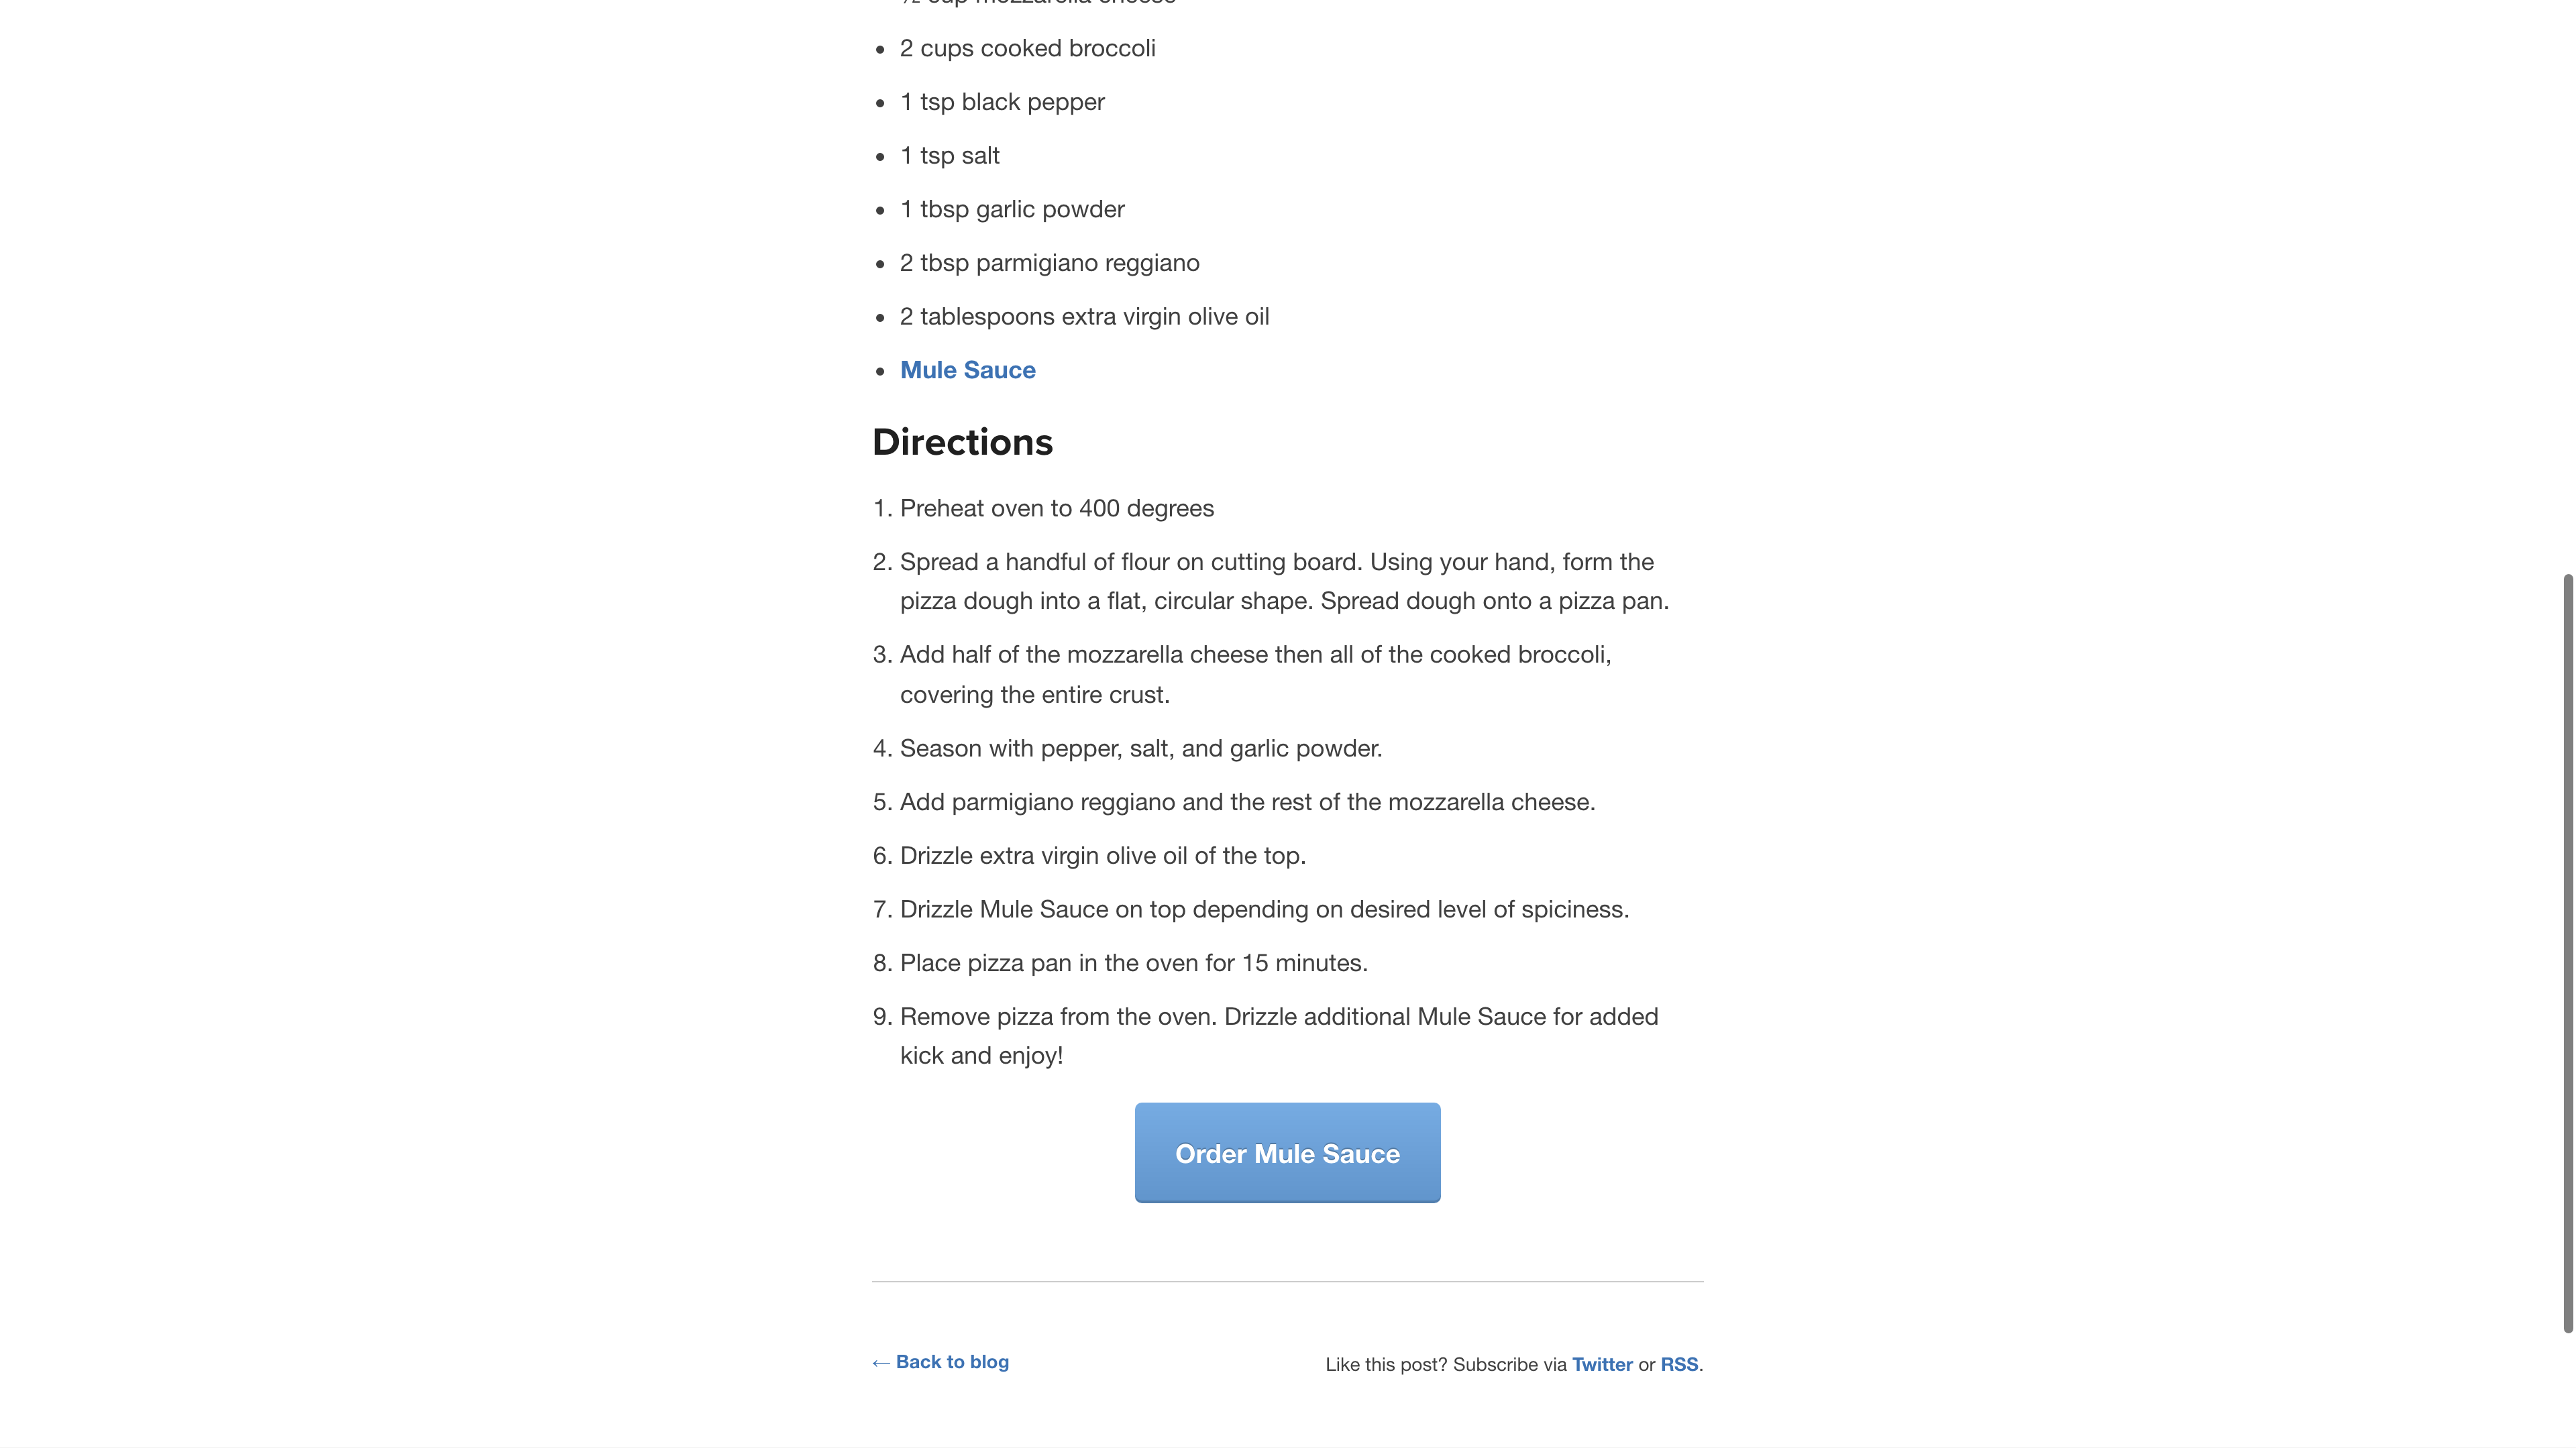 ½ cup mozzarella cheese
• 2 cups cooked broccoli
• 1 tsp black pepper
• 1 tsp salt
• 1 tbsp garlic powder
• 2 tbsp parmigiano reggiano
• 2 tablespoons extra virgin olive oil
• Mule Sauce
Directions
1. Preheat oven to 400 degrees
2. Spread a handful of flour on cutting board. Using your hand, form the
pizza dough into a flat, circular shape. Spread dough onto a pizza pan.
3. Add half of the mozzarella cheese then all of the cooked broccoli,
covering the entire crust.
4. Season with pepper, salt, and garlic powder.
5. Add parmigiano reggiano and the rest of the mozzarella cheese.
6. Drizzle extra virgin olive oil of the top.
7. Drizzle Mule Sauce on top depending on desired level of spiciness.
8. Place pizza pan in the oven for 15 minutes.
9. Remove pizza from the oven. Drizzle additional Mule Sauce for added
kick and enjoy!
Order Mule Sauce
← Back to blog
Like this post? Subscribe via Twitter or RSS.